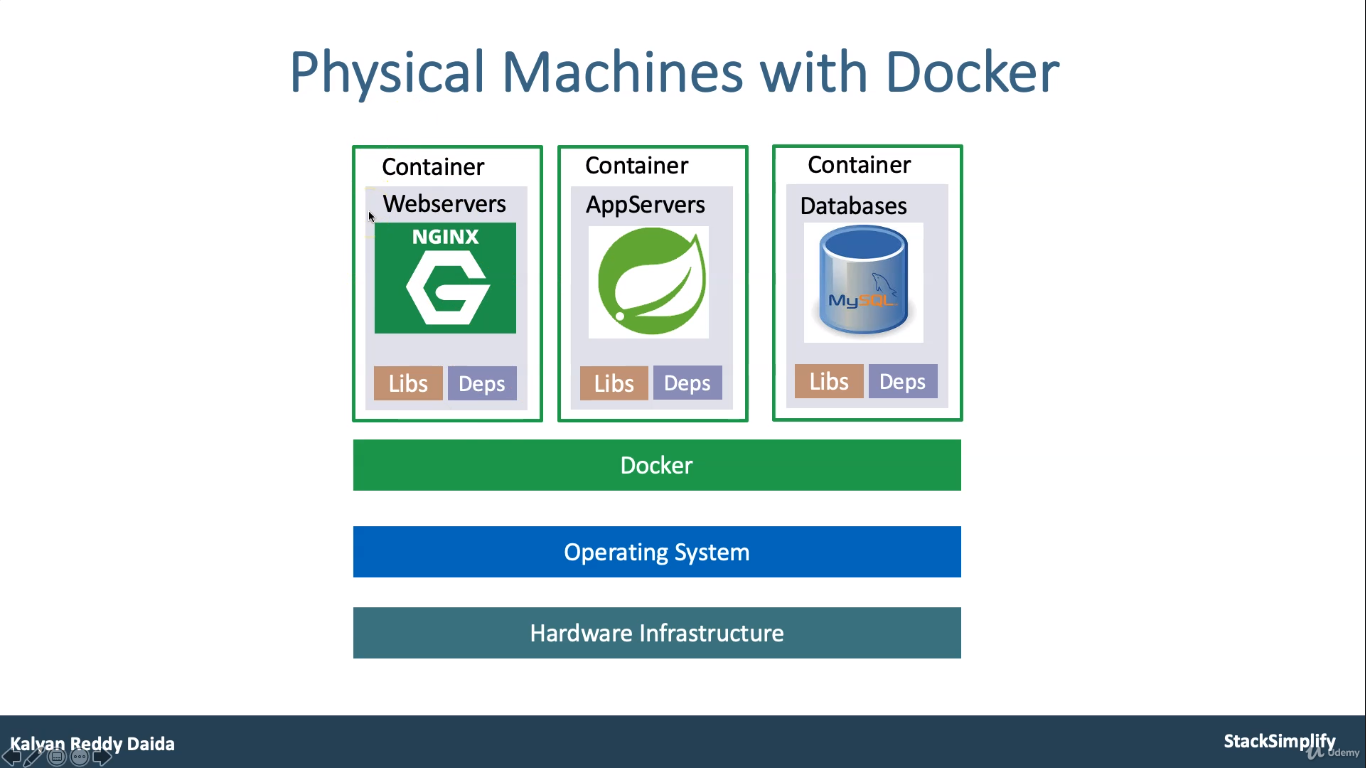 Physical Machines with Docker
Container
Webservers
NGINX
Libs
Deps
Container
AppServers
Libs
Deps
Container
Databases
MySQL
Libs
Deps
Docker
Operating System
Hardware Infrastructure
Kalyan Reddy Daida
StackSimplify
Udemy